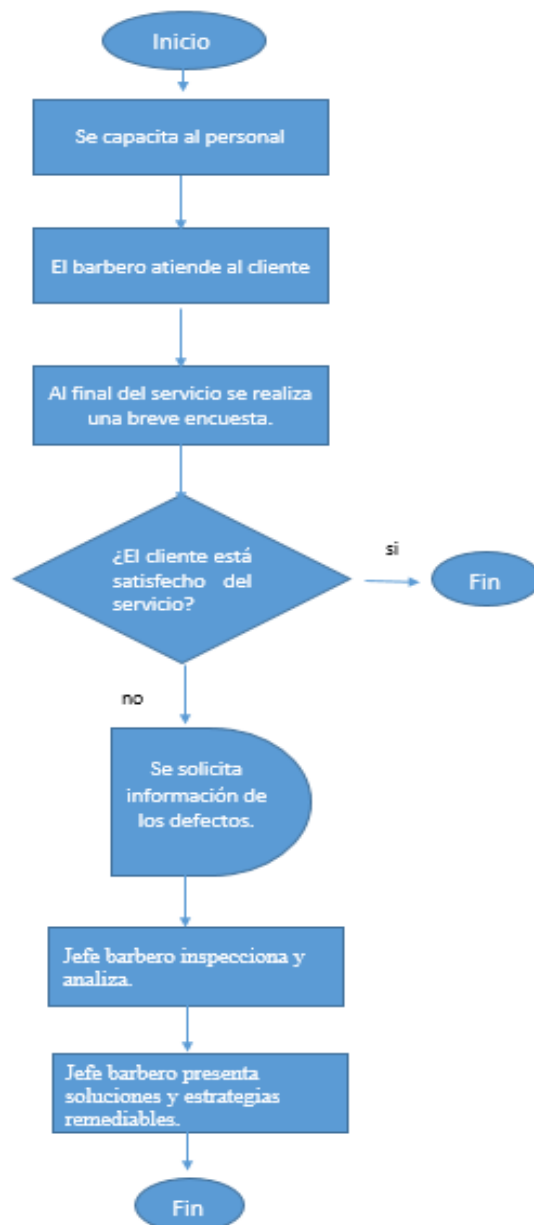 Inicio
Se capacita al personal
El barbero atiende al cliente
Al final del servicio se realiza
una breve encuesta.
¿El cliente está
satisfecho del
servicio?
si
Fin
no
Se solicita
información de
los defectos.
Jefe barbero inspecciona y
analiza.
Jefe barbero presenta
soluciones y estrategias
remediables.
Fin